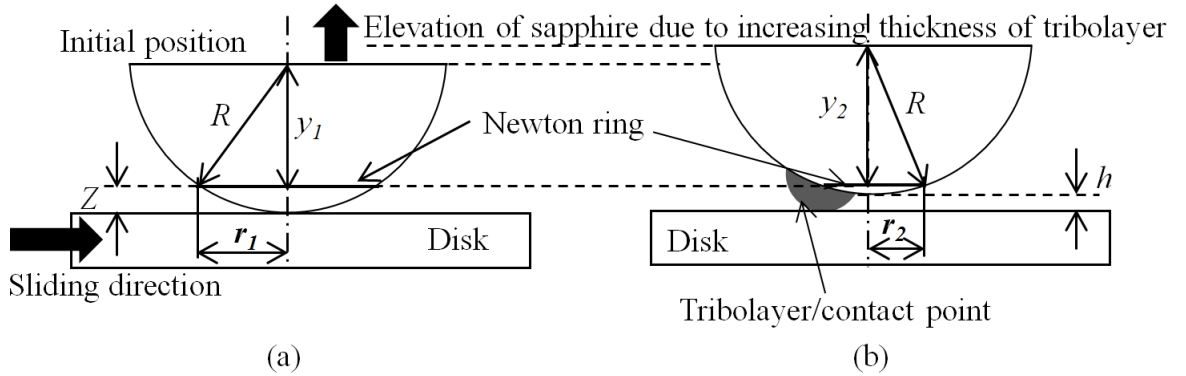 Elevation of sapphire due to increasing thickness of tribolayer
Initial position
R
y1
Newton ring
y2
R
Z
h
r1
Disk
r2
Disk
Sliding direction
Tribolayer/contact point
(a)
(b)